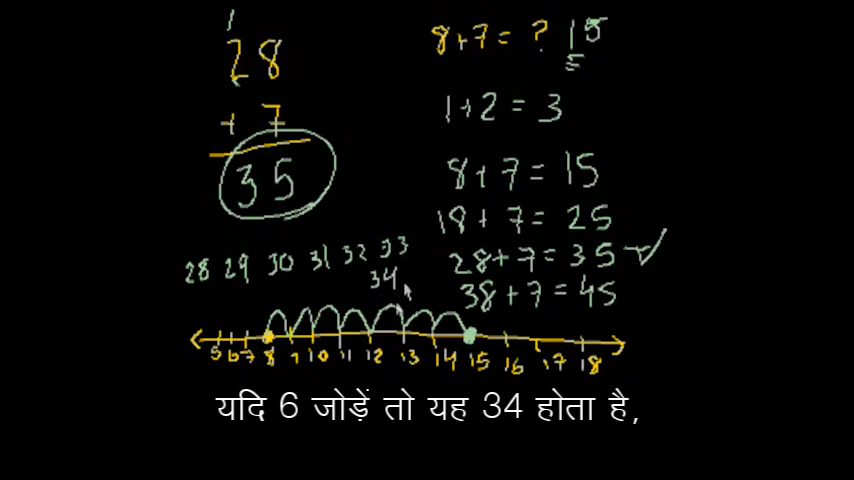 1
28
+ 7
35
8+7= ? 15
1+2 = 3
8+7 = 15
18 + 7 = 25
28+7 = 35 ✓
38 + 7 = 45
28 29 30 31 32 33
34
5 6 7 8 9 10 11 12 13 14 15 16 17 18
यदि 6 जोड़ें तो यह 34 होता है,